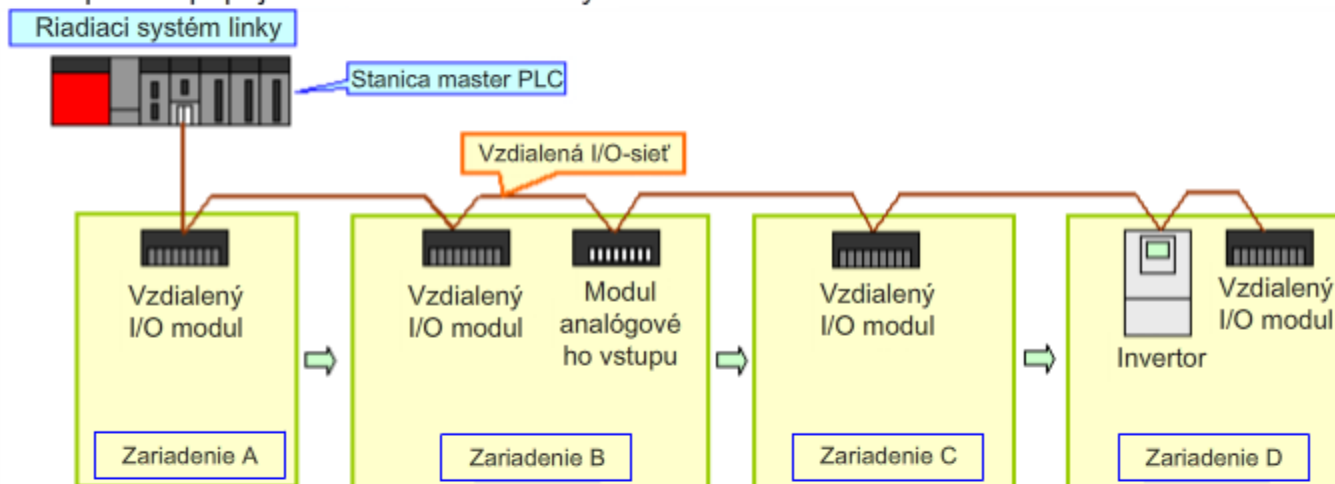 Riadiaci systém linky
Stanica master PLC
Vzdialená I/O-sieť
Vzdialený
I/O modul
Vzdialený
I/O modul
Modul
analógové
ho vstupu
Vzdialený
I/O modul
Invertor
Vzdialený
I/O modul
Zariadenie A
Zariadenie B
Zariadenie C
Zariadenie D